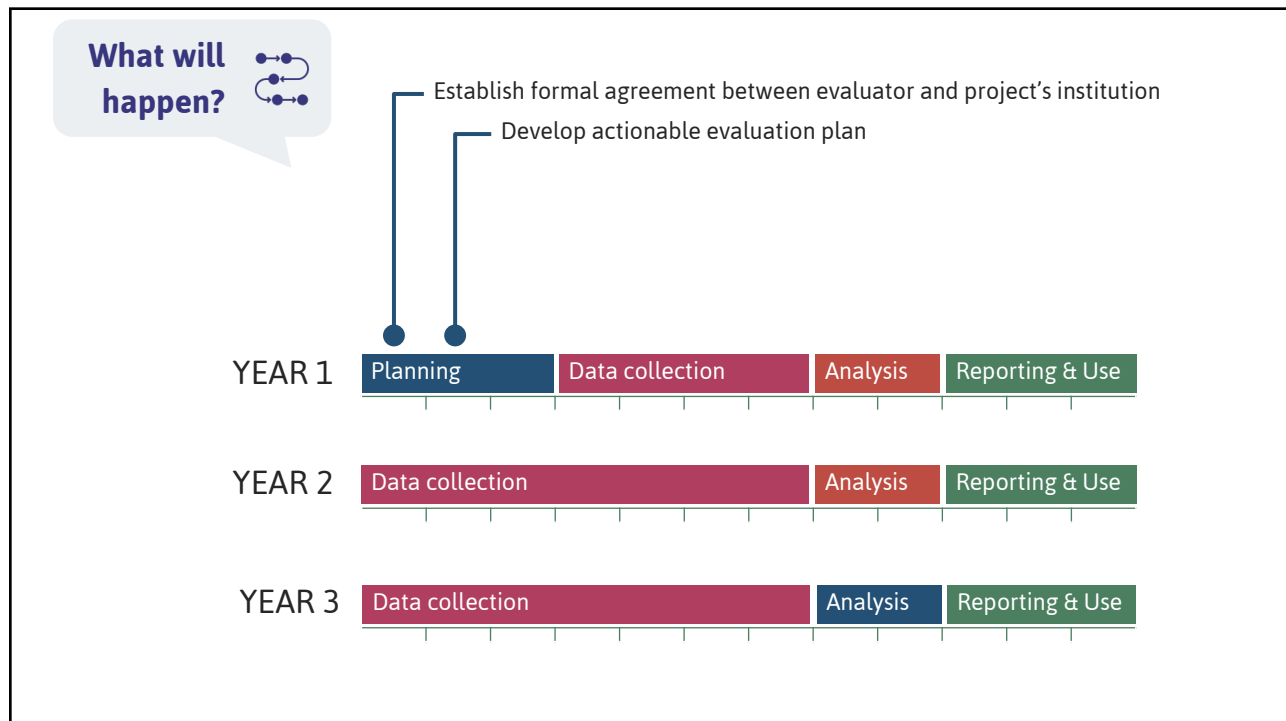 What will
happen?
Establish formal agreement between evaluator and project's institution
Develop actionable evaluation plan
YEAR 1 Planning Data collection Analysis Reporting & Use
YEAR 2 Data collection Analysis Reporting & Use
YEAR 3 Data collection Analysis Reporting & Use